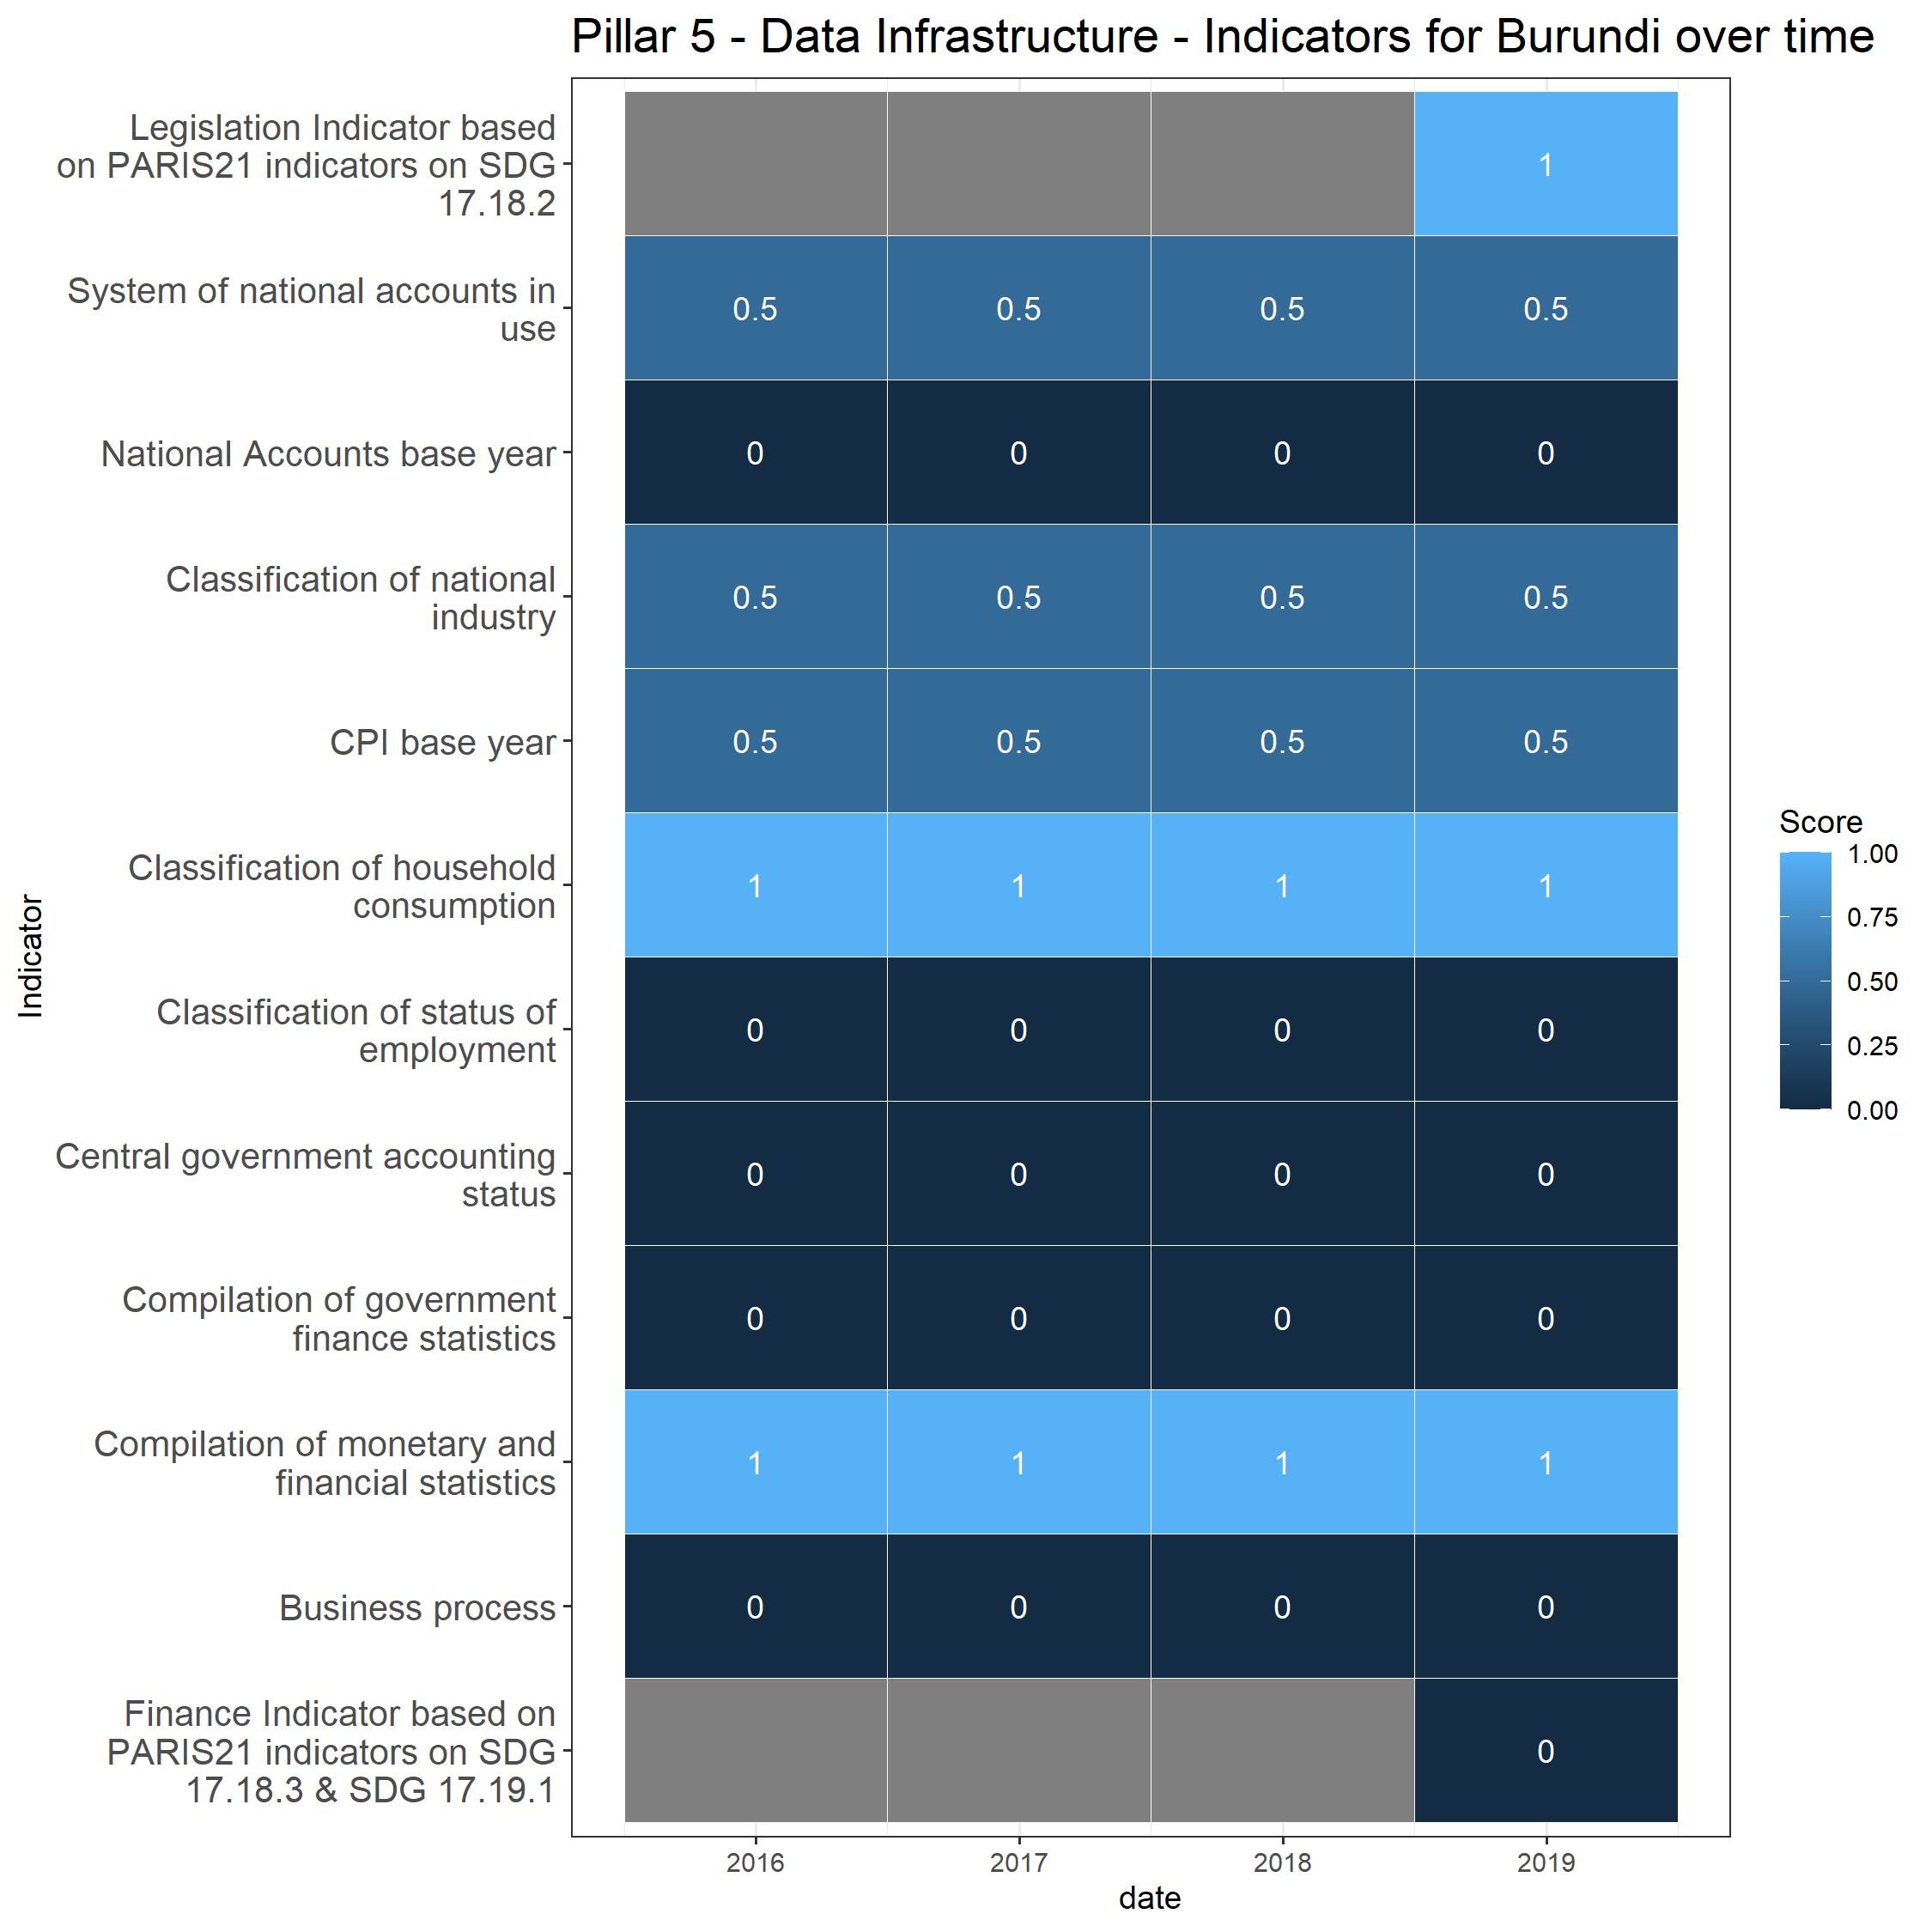 Pillar 5 - Data Infrastructure - Indicators for Burundi over time
Legislation Indicator based
on PARIS21 indicators on SDG
17.18.2
1
System of national accounts in
use
0.5 0.5 0.5 0.5
National Accounts base year
0 0 0 0
Classification of national
industry
0.5 0.5 0.5 0.5
CPI base year
0.5 0.5 0.5 0.5
Classification of household
consumption
1 1 1 1
Classification of status of
employment
0 0 0 0
Central government accounting
status
0 0 0 0
Compilation of government
finance statistics
0 0 0 0
Compilation of monetary and
financial statistics
1 1 1 1
Business process
0 0 0 0
Finance Indicator based on
PARIS21 indicators on SDG
17.18.3 & SDG 17.19.1
0
Indicator
2016 2017 2018 2019
date
Score
1.00
0.75
0.50
0.25
0.00